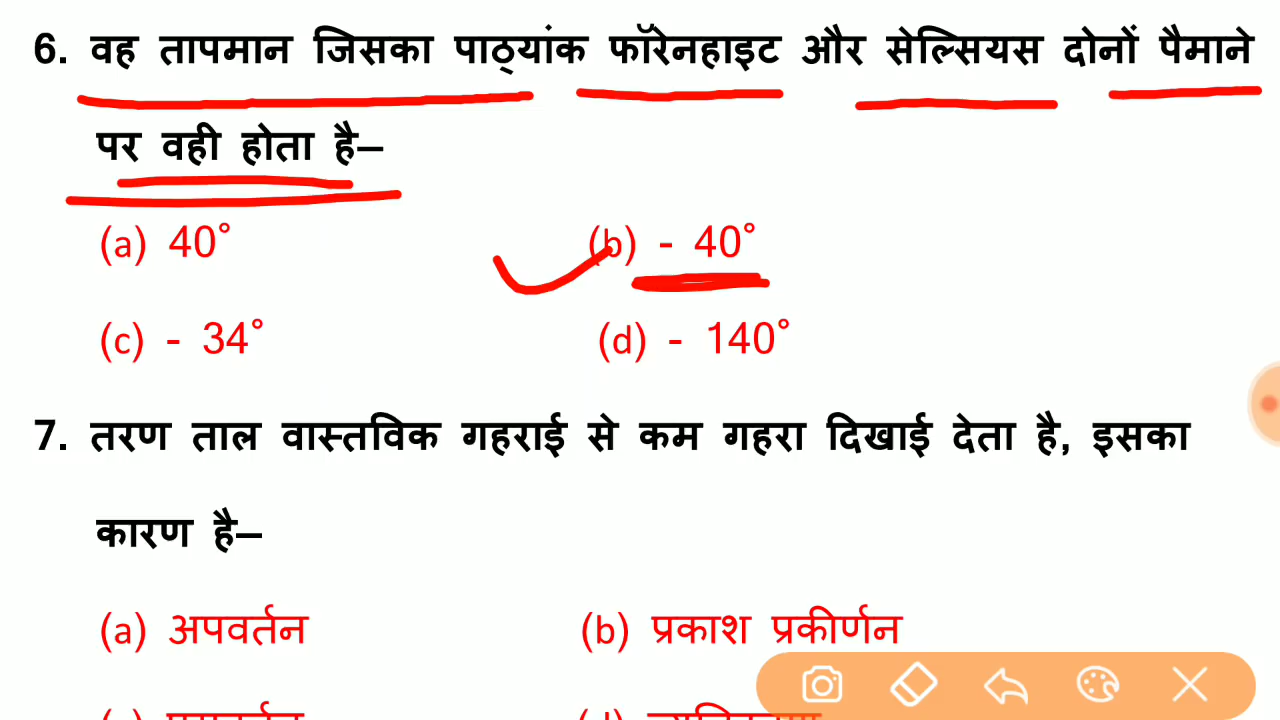 6. वह तापमान जिसका पाठ्यांक फॉरेनहाइट और सेल्सियस दोनों पैमाने
पर वही होता है–
(a) 40° (b) - 40°
(c) - 34° (d) - 140°
7. तरण ताल वास्तविक गहराई से कम गहरा दिखाई देता है, इसका
कारण है–
(a) अपवर्तन (b) प्रकाश प्रकीर्णन